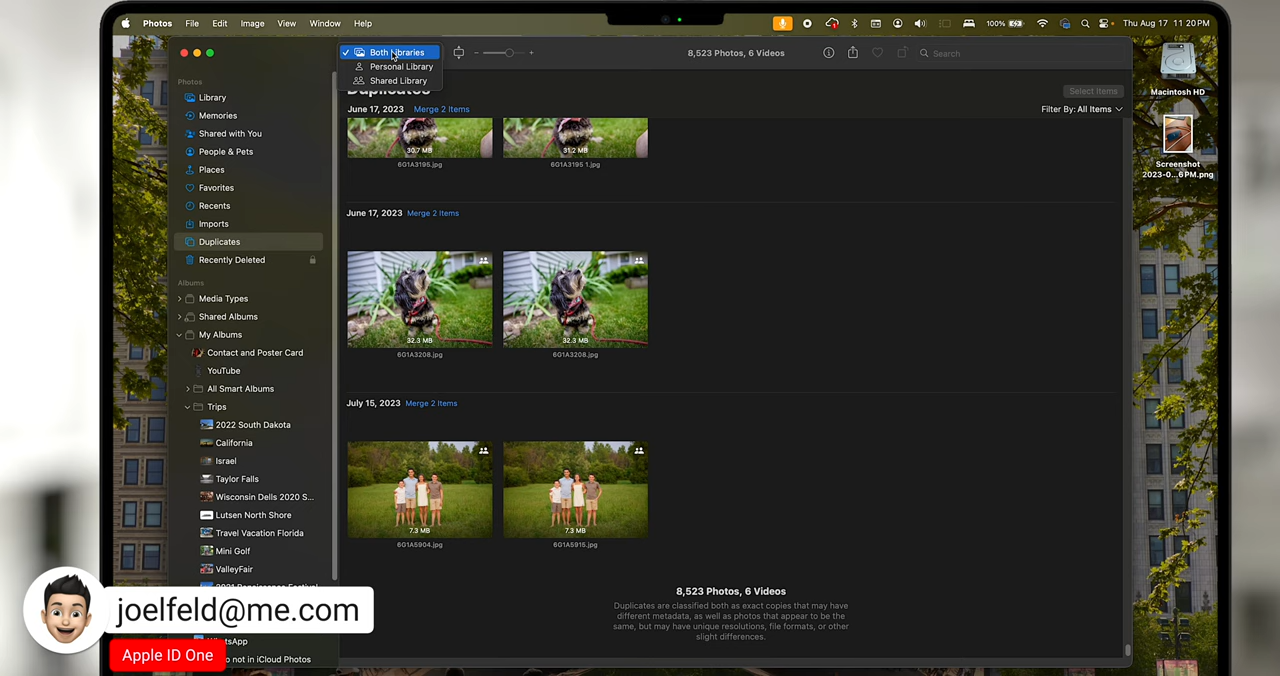 Photos File Edit Image View Window Help 100% Thu Aug 17 11:20PM
Both Libraries
Personal Library
Shared Library
8,523 Photos, 6 Videos
Search
Photos
Library
Memories
Shared with You
People & Pets
Places
Favorites
Recents
Imports
Duplicates
Recently Deleted
Albums
Media Types
Shared Albums
My Albums
Contact and Poster Card
YouTube
All Smart Albums
Trips
2022 South Dakota
California
Israel
Taylor Falls
Wisconsin Dells 2020 S...
Lutsen North Shore
Travel Vacation Florida
Mini Golf
ValleyFair
2021 Renaissance Festival
WhatsApp
not in iCloud Photos
Duplicates
Select Items
June 17, 2023 Merge 2 Items
Filter By: All Items
30.7 MB 31.2 MB
6G1A3195.jpg 6G1A3195 1.jpg
June 17, 2023 Merge 2 Items
32.3 MB 32.3 MB
6G1A3208.jpg 6G1A3208.jpg
July 15, 2023 Merge 2 Items
7.3 MB 7.3 MB
6G1A5904.jpg 6G1A5915.jpg
8,523 Photos, 6 Videos
Duplicates are classified both as exact copies that may have
different metadata, as well as photos that appear to be the
same, but may have unique resolutions, file formats, or other
slight differences.
Macintosh HD
Screenshot
2023-0...6PM.png
joelfeld@me.com
Apple ID One